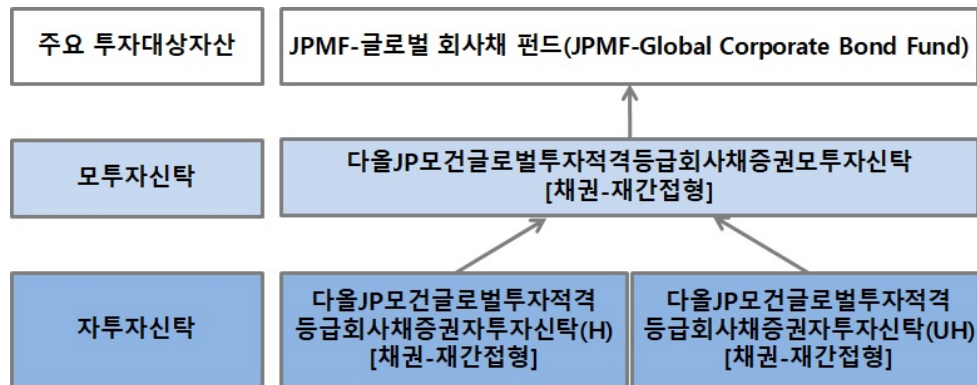 주요 투자대상자산
JPMF-글로벌 회사채 펀드(JPMF-Global Corporate Bond Fund)
모투자신탁
다올JP모건글로벌투자적격등급회사채증권모투자신탁
[채권-재간접형]
자투자신탁
다올JP모건글로벌투자적격
등급회사채증권자투자신탁(H)
[채권-재간접형]
다올JP모건글로벌투자적격
등급회사채증권자투자신탁(UH)
[채권-재간접형]